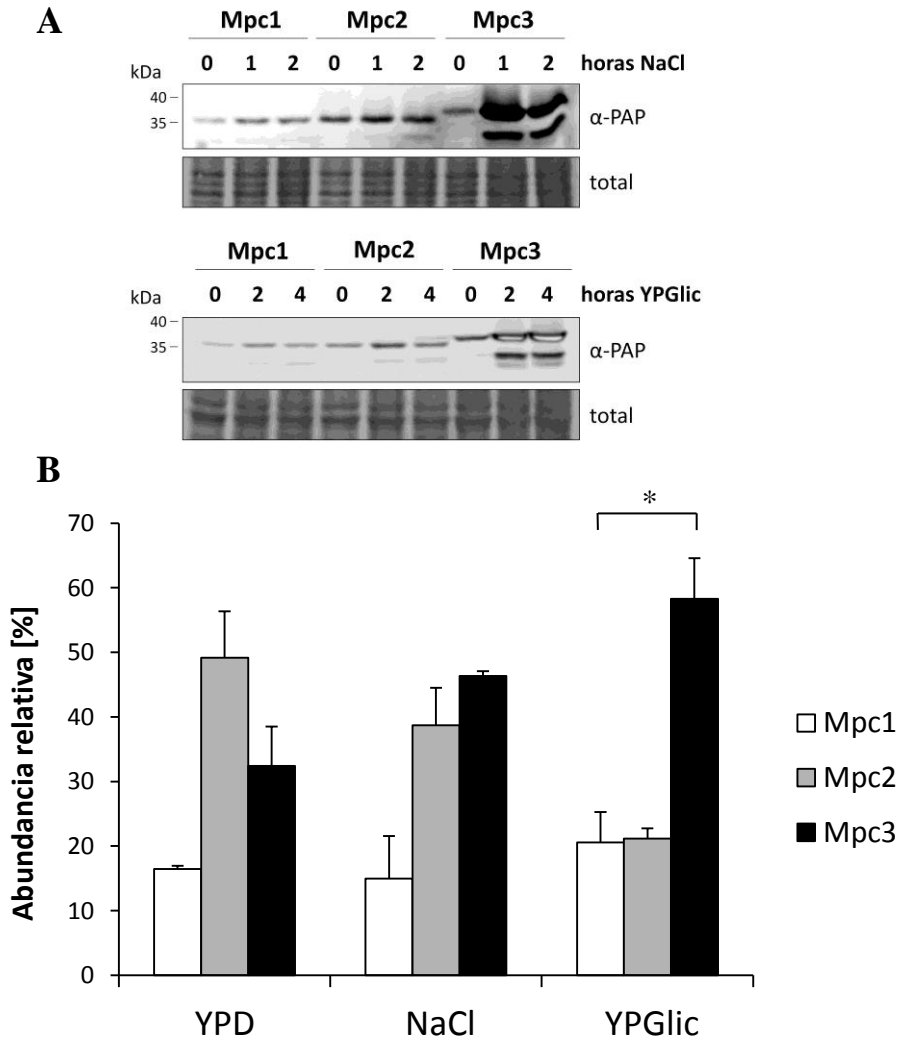 A
Mpc1 Mpc2 Mpc3
0 1 2 0 1 2 0 1 2 horas NaCl
kDa
40
35
α-PAP
total
Mpc1 Mpc2 Mpc3
0 2 4 0 2 4 0 2 4 horas YPGlic
kDa
40
35
α-PAP
total
B
*
70
60
50
40
30
20
10
0
Abundancia relativa [%]
Mpc1
Mpc2
Mpc3
YPD NaCl YPGlic